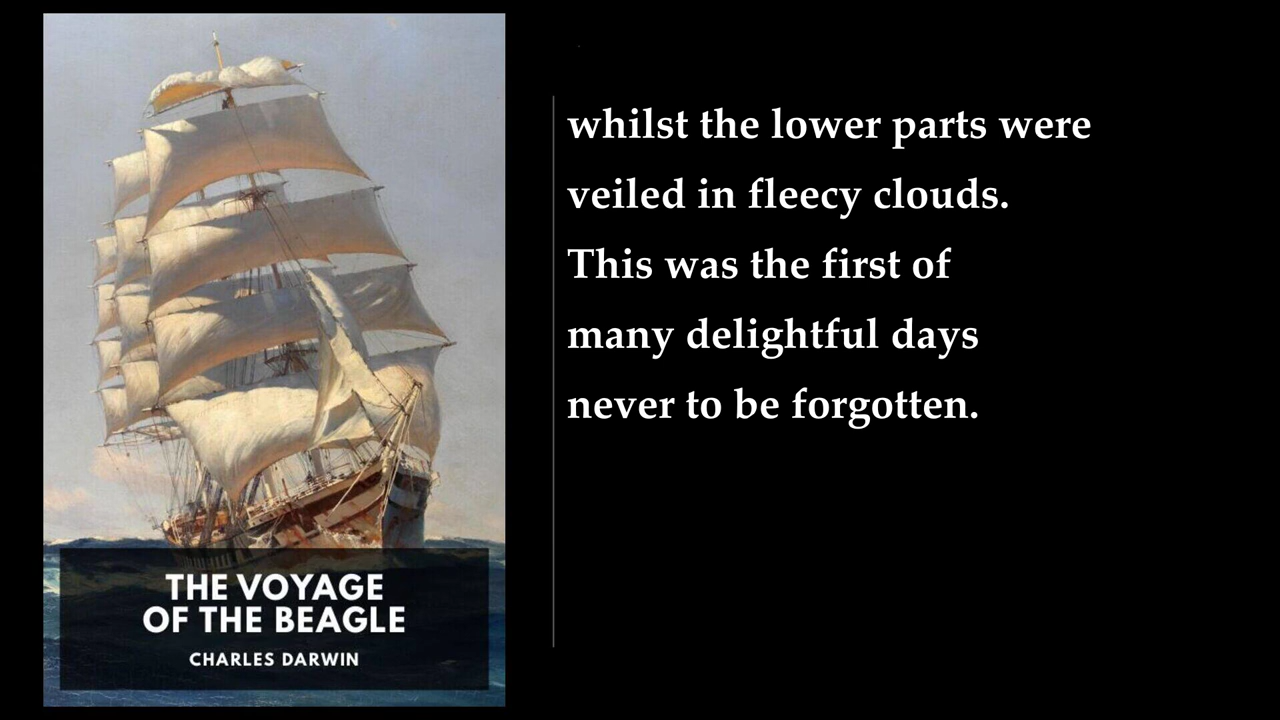 whilst the lower parts were
veiled in fleecy clouds.
This was the first of
many delightful days
never to be forgotten.
THE VOYAGE
OF THE BEAGLE
CHARLES DARWIN